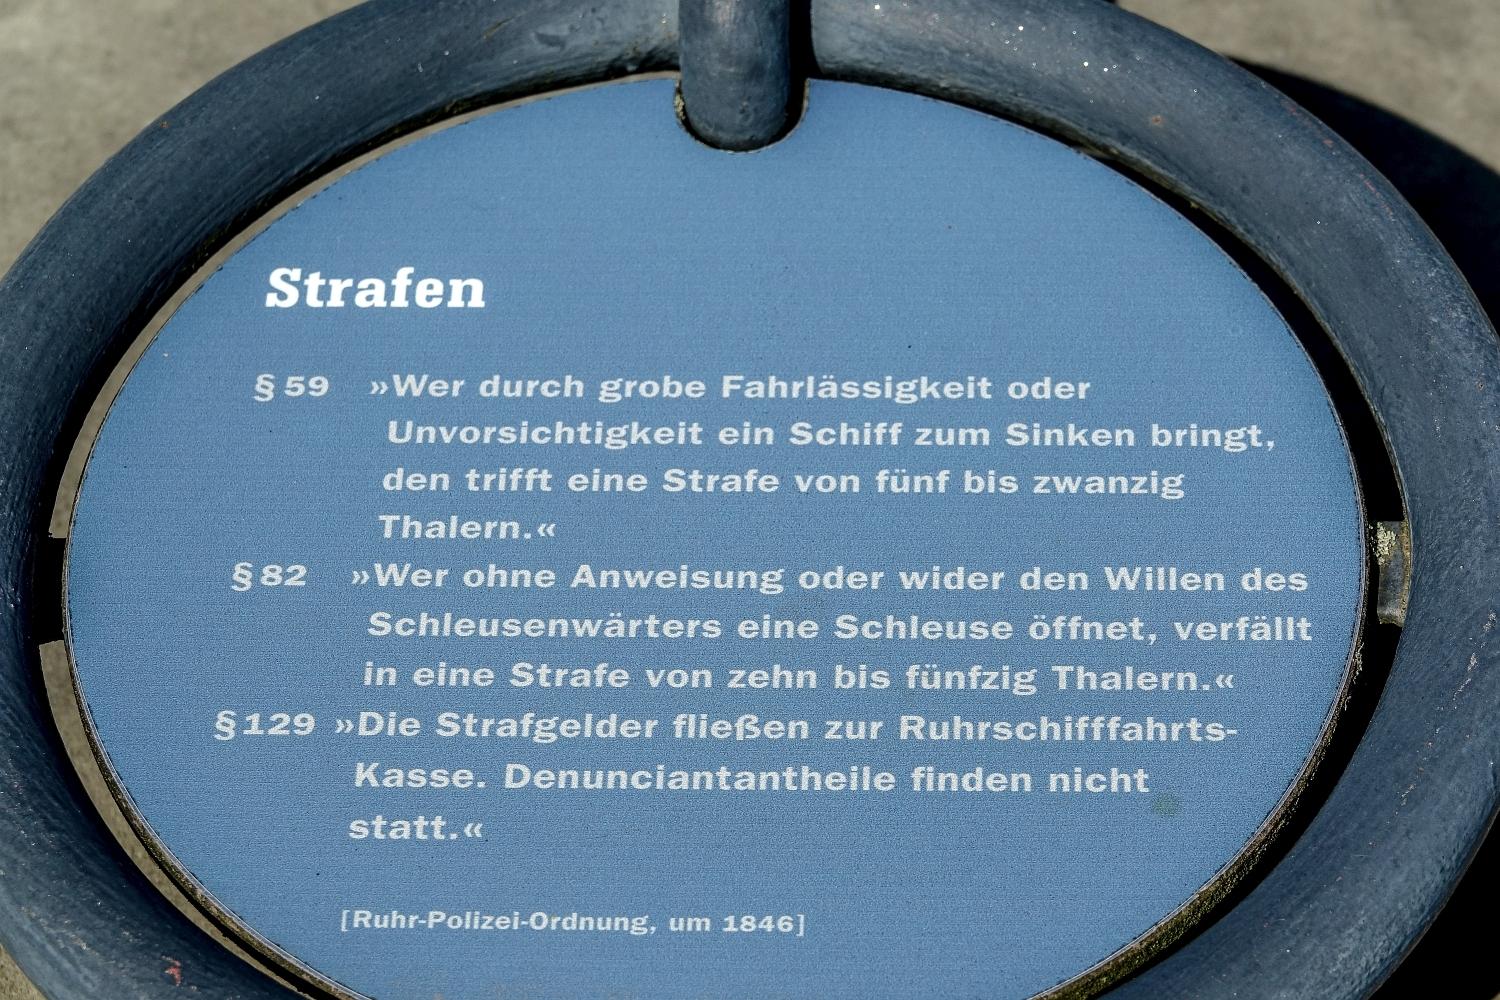 Strafen
§ 59 »Wer durch grobe Fahrlässigkeit oder
Unvorsichtigkeit ein Schiff zum Sinken bringt,
den trifft eine Strafe von fünf bis zwanzig
Thalern.«
§ 82 »Wer ohne Anweisung oder wider den Willen des
Schleusenwärters eine Schleuse öffnet, verfällt
in eine Strafe von zehn bis fünfzig Thalern.«
§ 129 »Die Strafgelder fließen zur Ruhrschifffahrts-
Kasse. Denunciantantheile finden nicht
statt.«
[Ruhr-Polizei-Ordnung, um 1846]